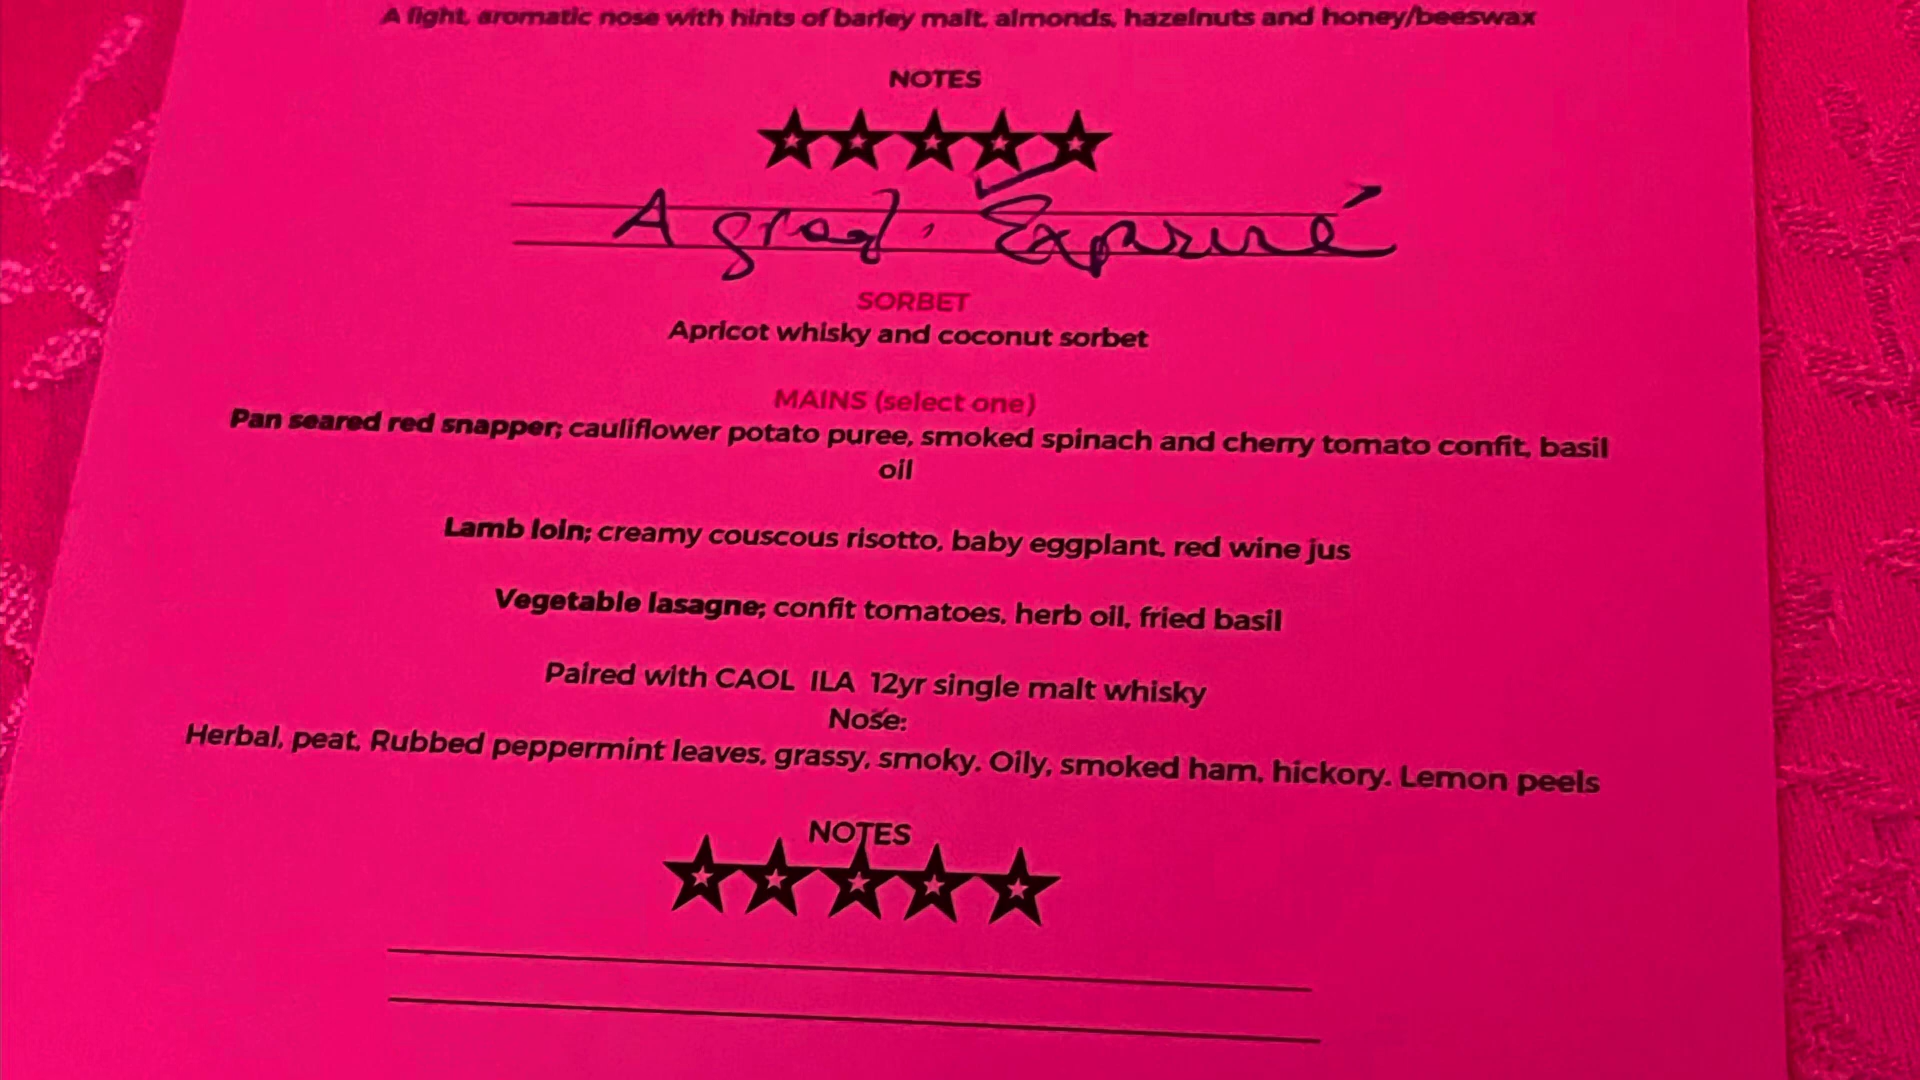 A light, aromatic nose with hints of barley malt, almonds, hazelnuts and honey/beeswax
NOTES
A great
SORBET
Apricot whisky and coconut sorbet
MAINS (select one)
Pan seared red snapper; cauliflower potato puree, smoked spinach and cherry tomato confit, basil
oil
Lamb loin; creamy couscous risotto, baby eggplant, red wine jus
Vegetable lasagne; confit tomatoes, herb oil, fried basil
Paired with CAOL ILA 12yr single malt whisky
Nose:
Herbal, peat, Rubbed peppermint leaves, grassy, smoky. Oily, smoked ham, hickory. Lemon peels
NOTES